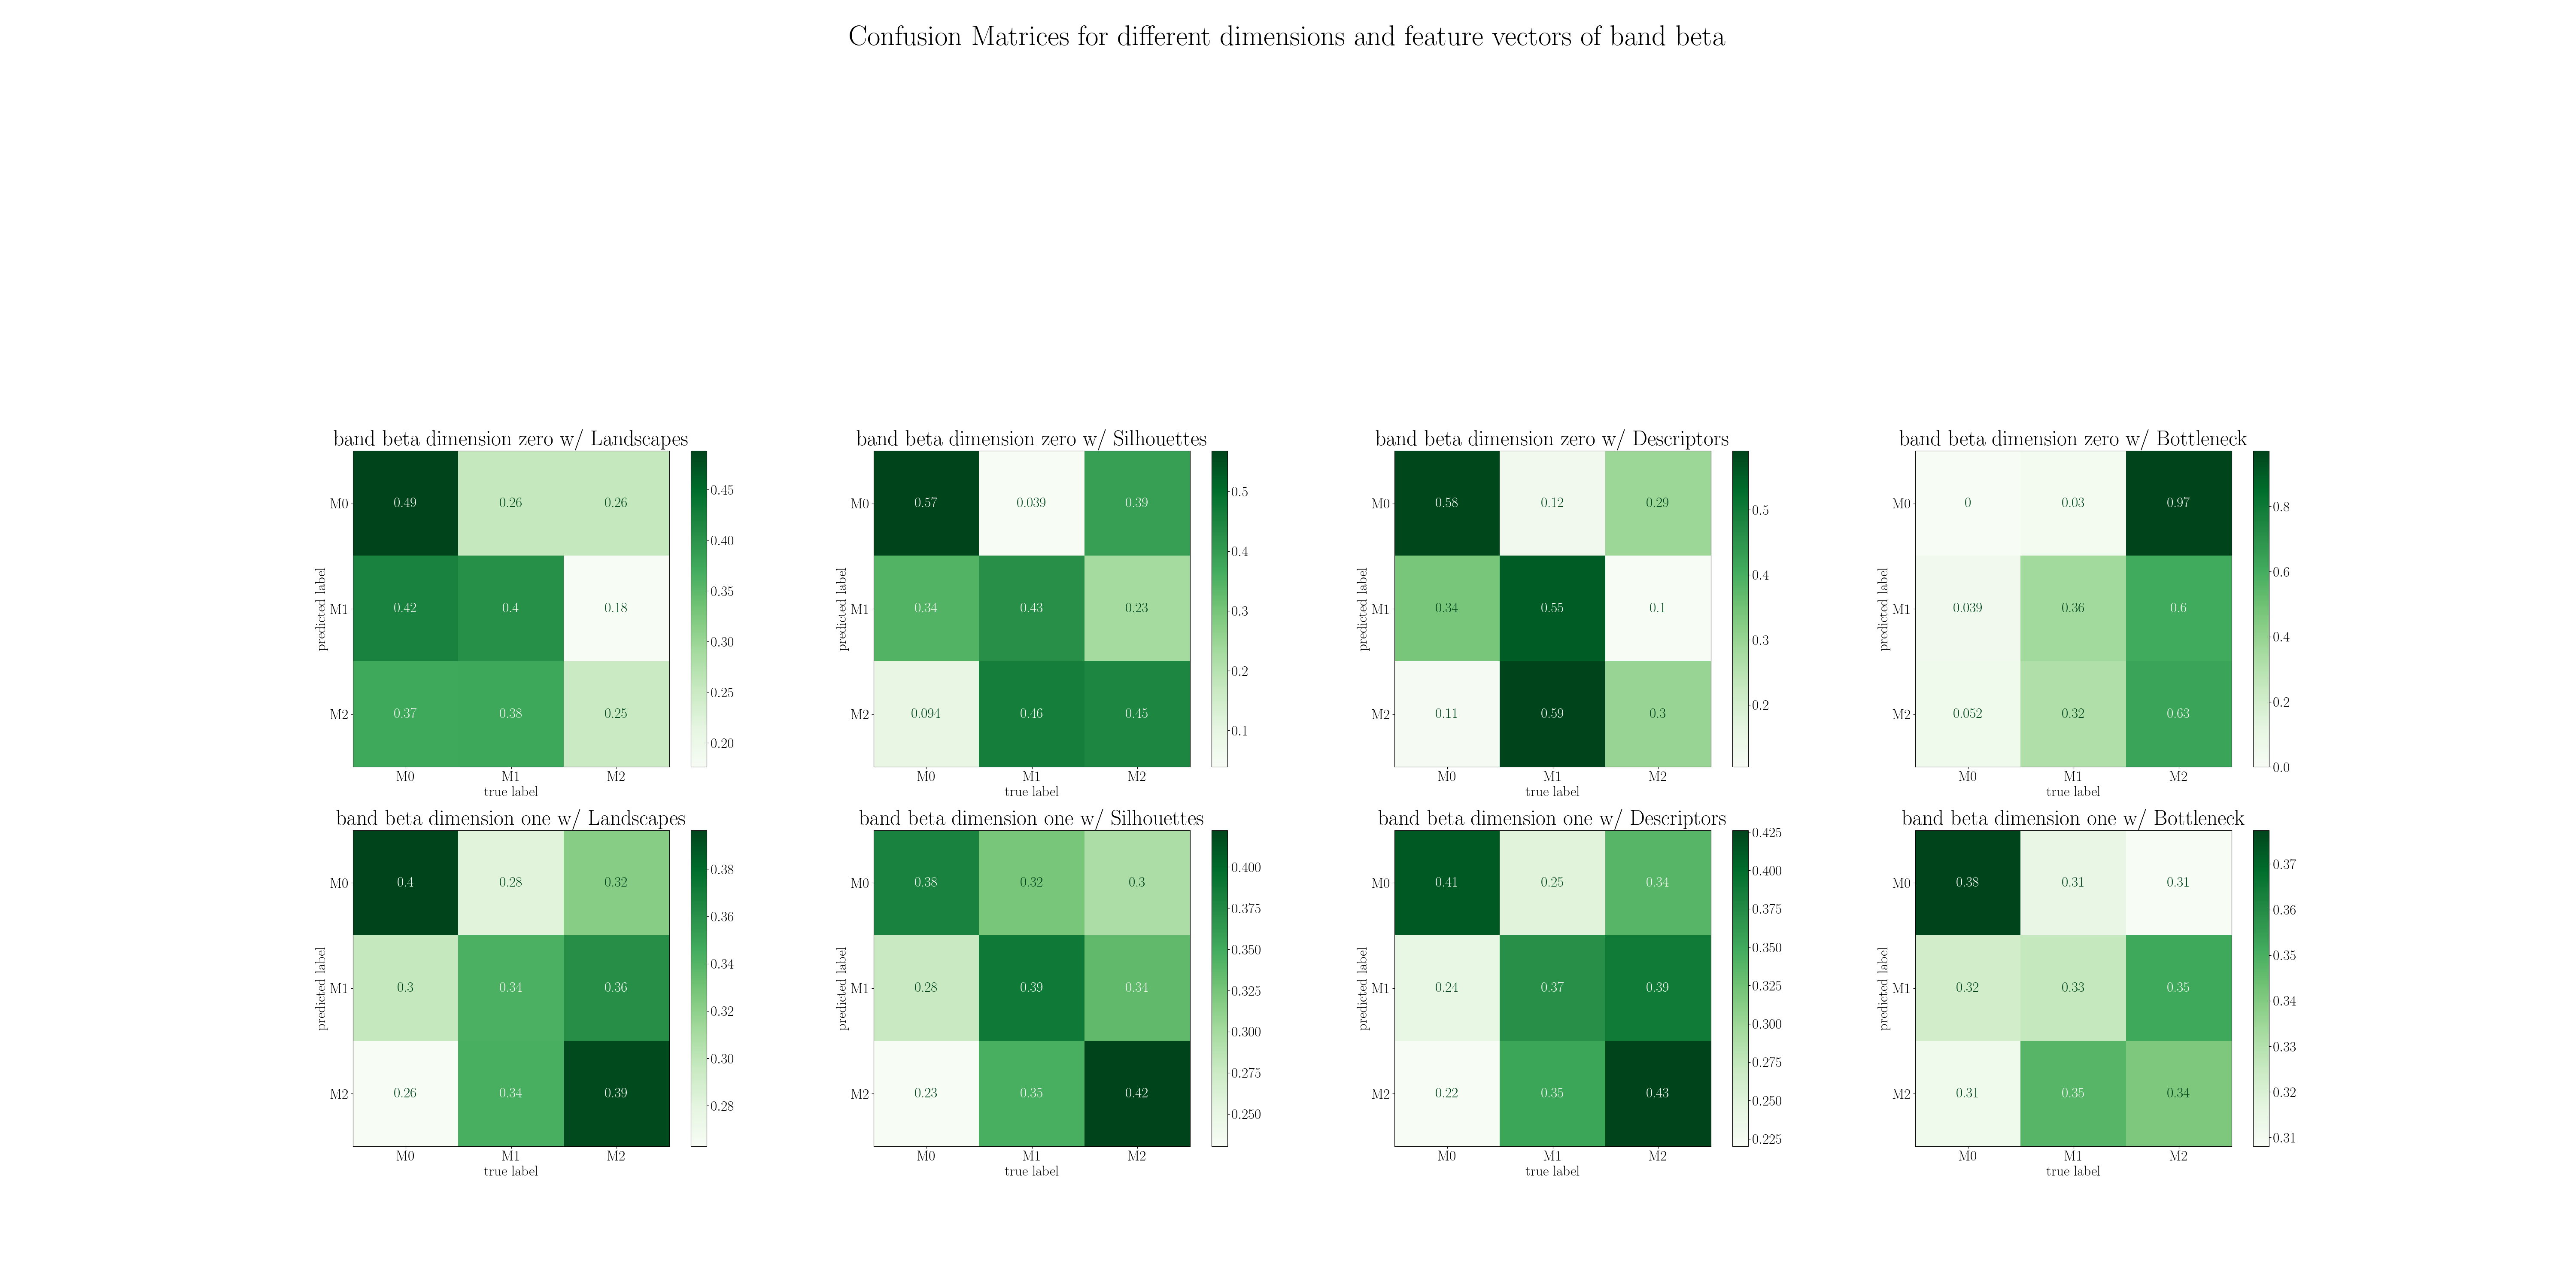 Confusion Matrices for different dimensions and feature vectors of band beta
band beta dimension zero w/ Landscapes
predicted label
M0 0.49 0.26 0.26
M1 0.42 0.4 0.18
M2 0.37 0.38 0.25
M0 M1 M2
true label
0.45
0.40
0.35
0.30
0.25
0.20
band beta dimension zero w/ Silhouettes
predicted label
M0 0.57 0.039 0.39
M1 0.34 0.43 0.23
M2 0.094 0.46 0.45
M0 M1 M2
true label
0.5
0.4
0.3
0.2
0.1
band beta dimension zero w/ Descriptors
predicted label
M0 0.58 0.12 0.29
M1 0.34 0.55 0.1
M2 0.11 0.59 0.3
M0 M1 M2
true label
0.5
0.4
0.3
0.2
band beta dimension zero w/ Bottleneck
predicted label
M0 0 0.03 0.97
M1 0.039 0.36 0.6
M2 0.052 0.32 0.63
M0 M1 M2
true label
0.8
0.6
0.4
0.2
0.0
band beta dimension one w/ Landscapes
predicted label
M0 0.4 0.28 0.32
M1 0.3 0.34 0.36
M2 0.26 0.34 0.39
M0 M1 M2
true label
0.38
0.36
0.34
0.32
0.30
0.28
band beta dimension one w/ Silhouettes
predicted label
M0 0.38 0.32 0.3
M1 0.28 0.39 0.34
M2 0.23 0.35 0.42
M0 M1 M2
true label
0.400
0.375
0.350
0.325
0.300
0.275
0.250
band beta dimension one w/ Descriptors
predicted label
M0 0.41 0.25 0.34
M1 0.24 0.37 0.39
M2 0.22 0.35 0.43
M0 M1 M2
true label
0.425
0.400
0.375
0.350
0.325
0.300
0.275
0.250
0.225
band beta dimension one w/ Bottleneck
predicted label
M0 0.38 0.31 0.31
M1 0.32 0.33 0.35
M2 0.31 0.35 0.34
M0 M1 M2
true label
0.37
0.36
0.35
0.34
0.33
0.32
0.31